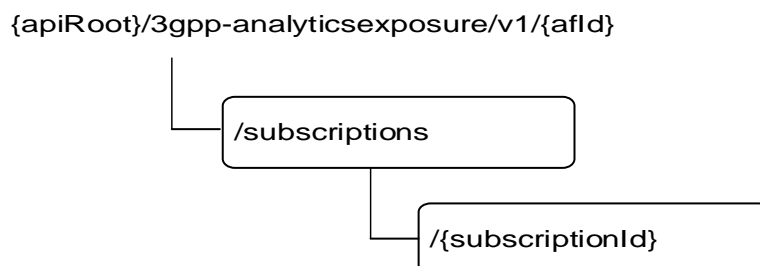 {apiRoot}/3gpp-analyticsexposure/v1/{afId}
/subscriptions
/{subscriptionId}